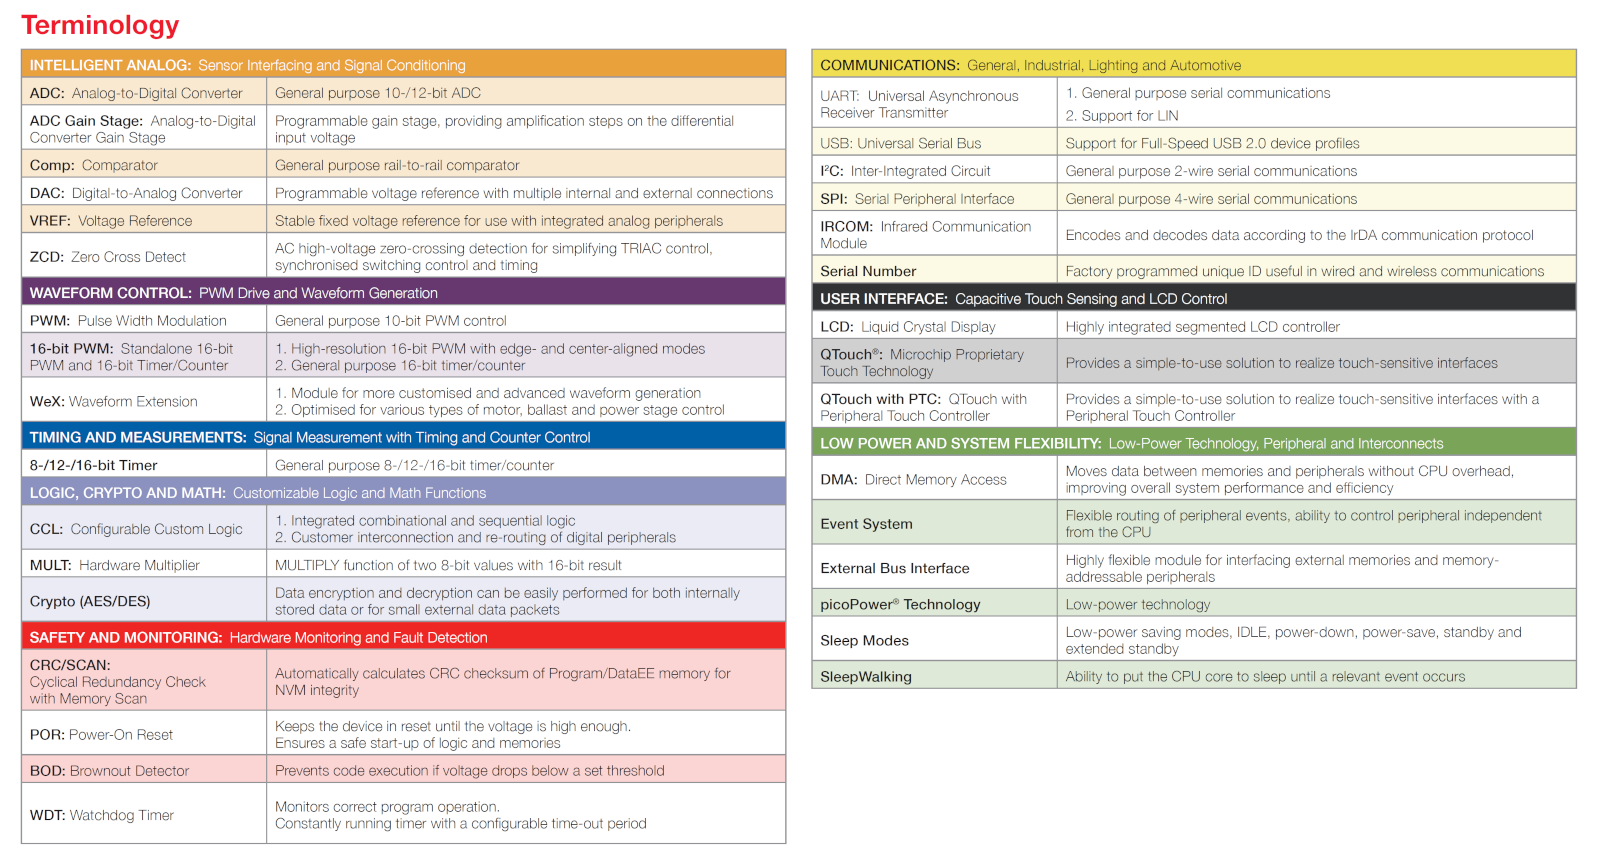 Terminology
INTELLIGENT ANALOG: Sensor Interfacing and Signal Conditioning
ADC: Analog-to-Digital Converter
General purpose 10-/12-bit ADC
ADC Gain Stage: Analog-to-Digital
Converter Gain Stage
Programmable gain stage, providing amplification steps on the differential
input voltage
Comp: Comparator
General purpose rail-to-rail comparator
DAC: Digital-to-Analog Converter
Programmable voltage reference with multiple internal and external connections
VREF: Voltage Reference
Stable fixed voltage reference for use with integrated analog peripherals
ZCD: Zero Cross Detect
AC high-voltage zero-crossing detection for simplifying TRIAC control,
synchronised switching control and timing
WAVEFORM CONTROL: PWM Drive and Waveform Generation
PWM: Pulse Width Modulation
General purpose 10-bit PWM control
16-bit PWM: Standalone 16-bit
PWM and 16-bit Timer/Counter
1. High-resolution 16-bit PWM with edge- and center-aligned modes
2. General purpose 16-bit timer/counter
WeX: Waveform Extension
1. Module for more customised and advanced waveform generation
2. Optimised for various types of motor, ballast and power stage control
TIMING AND MEASUREMENTS: Signal Measurement with Timing and Counter Control
8-/12-/16-bit Timer
General purpose 8-/12-/16-bit timer/counter
LOGIC, CRYPTO AND MATH: Customizable Logic and Math Functions
CCL: Configurable Custom Logic
1. Integrated combinational and sequential logic
2. Customer interconnection and re-routing of digital peripherals
MULT: Hardware Multiplier
MULTIPLY function of two 8-bit values with 16-bit result
Crypto (AES/DES)
Data encryption and decryption can be easily performed for both internally
stored data or for small external data packets
SAFETY AND MONITORING: Hardware Monitoring and Fault Detection
CRC/SCAN:
Cyclical Redundancy Check
with Memory Scan
Automatically calculates CRC checksum of Program/DataEE memory for
NVM integrity
POR: Power-On Reset
Keeps the device in reset until the voltage is high enough.
Ensures a safe start-up of logic and memories
BOD: Brownout Detector
Prevents code execution if voltage drops below a set threshold
WDT: Watchdog Timer
Monitors correct program operation.
Constantly running timer with a configurable time-out period
COMMUNICATIONS: General, Industrial, Lighting and Automotive
UART: Universal Asynchronous
Receiver Transmitter
1. General purpose serial communications
2. Support for LIN
USB: Universal Serial Bus
Support for Full-Speed USB 2.0 device profiles
I²C: Inter-Integrated Circuit
General purpose 2-wire serial communications
SPI: Serial Peripheral Interface
General purpose 4-wire serial communications
IRCOM: Infrared Communication
Module
Encodes and decodes data according to the IrDA communication protocol
Serial Number
Factory programmed unique ID useful in wired and wireless communications
USER INTERFACE: Capacitive Touch Sensing and LCD Control
LCD: Liquid Crystal Display
Highly integrated segmented LCD controller
QTouch®: Microchip Proprietary
Touch Technology
Provides a simple-to-use solution to realize touch-sensitive interfaces
QTouch with PTC: QTouch with
Peripheral Touch Controller
Provides a simple-to-use solution to realize touch-sensitive interfaces with a
Peripheral Touch Controller
LOW POWER AND SYSTEM FLEXIBILITY: Low-Power Technology, Peripheral and Interconnects
DMA: Direct Memory Access
Moves data between memories and peripherals without CPU overhead,
improving overall system performance and efficiency
Event System
Flexible routing of peripheral events, ability to control peripheral independent
from the CPU
External Bus Interface
Highly flexible module for interfacing external memories and memory-
addressable peripherals
picoPower® Technology
Low-power technology
Sleep Modes
Low-power saving modes, IDLE, power-down, power-save, standby and
extended standby
SleepWalking
Ability to put the CPU core to sleep until a relevant event occurs